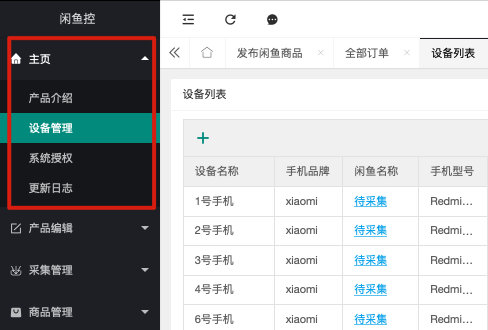 闲鱼控
主页
产品介绍
设备管理
系统授权
更新日志
产品编辑
采集管理
商品管理
发布闲鱼商品 × 全部订单 × 设备列表
设备列表
+
设备名称 手机品牌 闲鱼名称 手机型号
1号手机 xiaomi 待采集 Redmi...
2号手机 xiaomi 待采集 Redmi...
3号手机 xiaomi 待采集 Redmi...
4号手机 xiaomi 待采集 Redmi...
6号手机 xiaomi 待采集 Redmi...